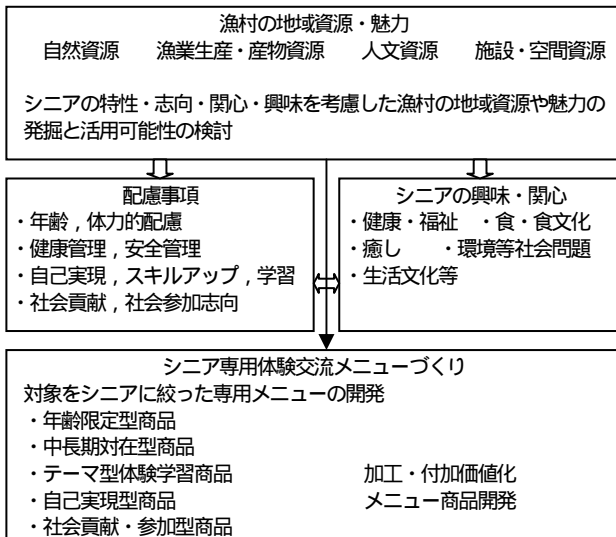 漁村の地域資源・魅力
自然資源 漁業生産・産物資源 人文資源 施設・空間資源
シニアの特性・志向・関心・興味を考慮した漁村の地域資源や魅力の
発掘と活用可能性の検討
配慮事項
・年齢,体力的配慮
・健康管理,安全管理
・自己実現,スキルアップ,学習
・社会貢献,社会参加志向
シニアの興味・関心
・健康・福祉 ・食・食文化
・癒し ・環境等社会問題
・生活文化等
シニア専用体験交流メニューづくり
対象をシニアに絞った専用メニューの開発
・年齢限定型商品
・中長期対在型商品
・テーマ型体験学習商品 加工・付加価値化
・自己実現型商品 メニュー商品開発
・社会貢献・参加型商品